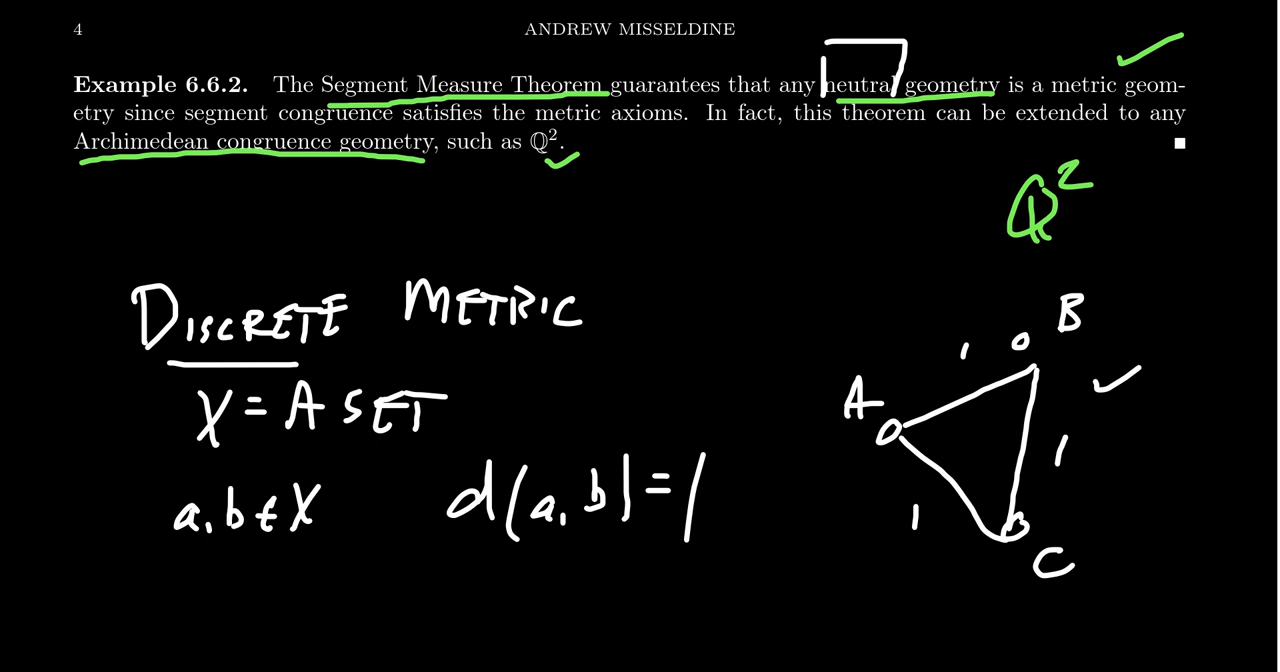 4
ANDREW MISSELDINE
Example 6.6.2. The Segment Measure Theorem guarantees that any neutral geometry is a metric geom-
etry since segment congruence satisfies the metric axioms. In fact, this theorem can be extended to any
Archimedean congruence geometry, such as ℚ².
ℚ²
DISCRETE METRIC
X = A SET
a, b ∈ X
d(a, b) = 1
B
1
A
1
1
C